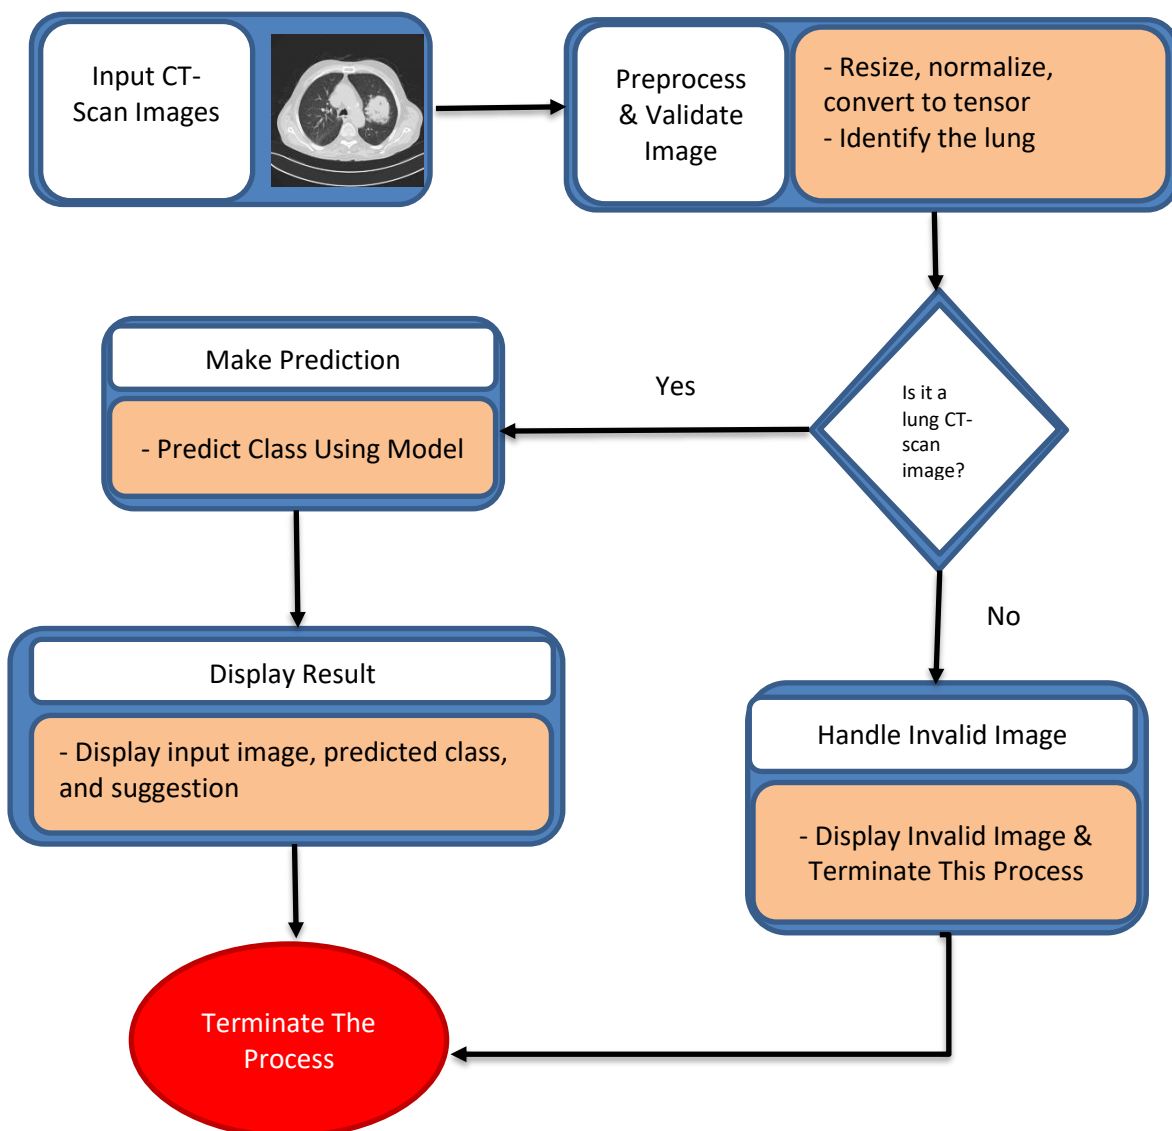 Input CT-
Scan Images
Preprocess
& Validate
Image
- Resize, normalize,
convert to tensor
- Identify the lung
Is it a
lung CT-
scan
image?
Yes
Make Prediction
- Predict Class Using Model
No
Display Result
- Display input image, predicted class,
and suggestion
Handle Invalid Image
- Display Invalid Image &
Terminate This Process
Terminate The
Process